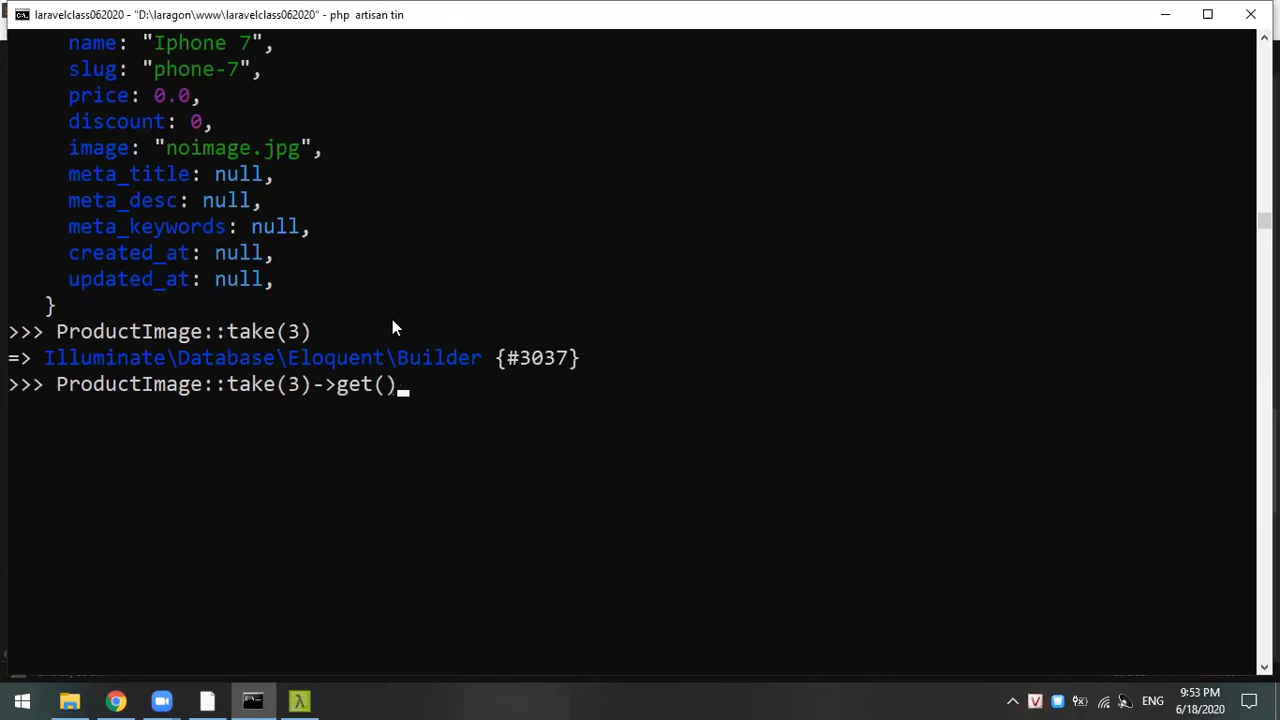 laravelclass062020 - "D:\laragon\www\laravelclass062020" - php artisan tin
name: "Iphone 7",
slug: "phone-7",
price: 0.0,
discount: 0,
image: "noimage.jpg",
meta_title: null,
meta_desc: null,
meta_keywords: null,
created_at: null,
updated_at: null,
}
>>> ProductImage::take(3)
=> Illuminate\Database\Eloquent\Builder {#3037}
>>> ProductImage::take(3)->get()
V
λ
ENG
9:53 PM
6/18/2020